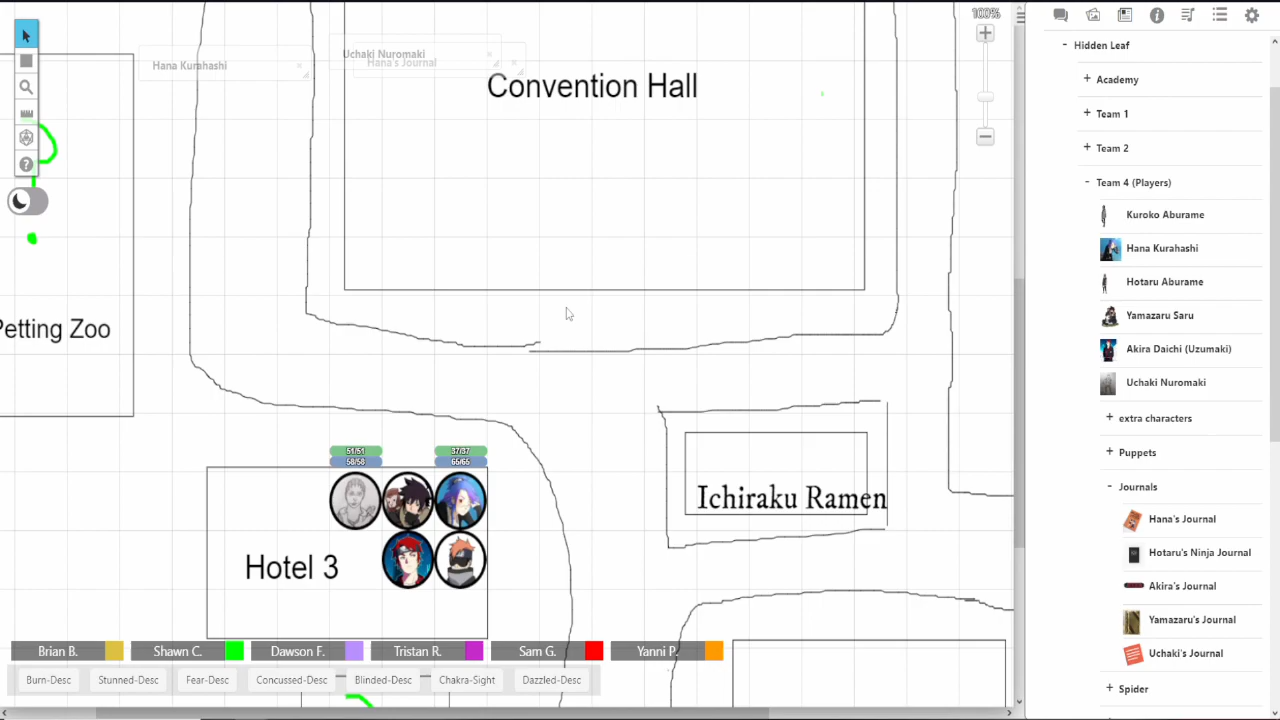 100%
Hana Kurahashi
Uchaki Nuromaki
Hana's Journal
Convention Hall
Petting Zoo
51/51
58/58
37/37
65/65
Hotel 3
Ichiraku Ramen
Brian B.
Shawn C.
Dawson F.
Tristan R.
Sam G.
Yanni P.
Burn-Desc
Stunned-Desc
Fear-Desc
Concussed-Desc
Blinded-Desc
Chakra-Sight
Dazzled-Desc
- Hidden Leaf
+ Academy
+ Team 1
+ Team 2
- Team 4 (Players)
Kuroko Aburame
Hana Kurahashi
Hotaru Aburame
Yamazaru Saru
Akira Daichi (Uzumaki)
Uchaki Nuromaki
+ extra characters
+ Puppets
- Journals
Hana's Journal
Hotaru's Ninja Journal
Akira's Journal
Yamazaru's Journal
Uchaki's Journal
+ Spider